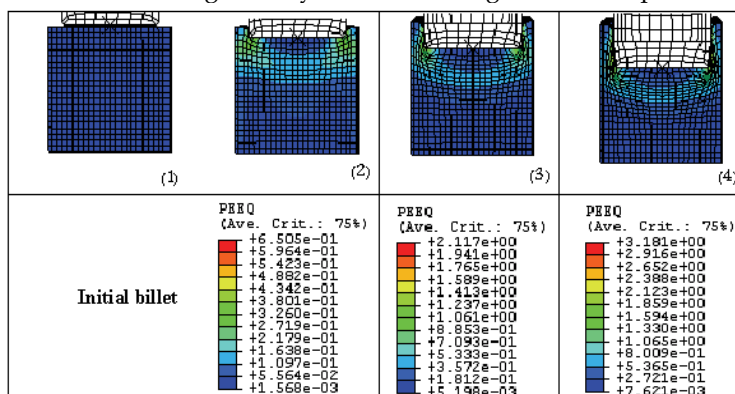 (1)
(2)
(3)
(4)
Initial billet
PEEQ
(Ave. Crit.: 75%)
+6.505e-01
+5.964e-01
+5.423e-01
+4.882e-01
+4.342e-01
+3.801e-01
+3.260e-01
+2.719e-01
+2.179e-01
+1.638e-01
+1.097e-01
+5.564e-02
+1.568e-03
PEEQ
(Ave. Crit.: 75%)
+2.117e+00
+1.941e+00
+1.765e+00
+1.589e+00
+1.413e+00
+1.237e+00
+1.061e+00
+8.853e-01
+7.093e-01
+5.333e-01
+3.572e-01
+1.812e-01
+5.198e-03
PEEQ
(Ave. Crit.: 75%)
+3.181e+00
+2.916e+00
+2.652e+00
+2.388e+00
+2.123e+00
+1.859e+00
+1.594e+00
+1.330e+00
+1.065e+00
+8.009e-01
+5.365e-01
+2.721e-01
+7.621e-03